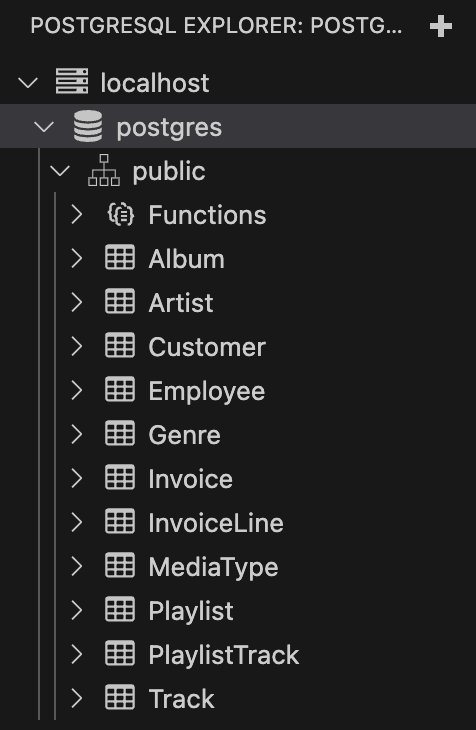 POSTGRESQL EXPLORER: POSTG...
localhost
postgres
public
Functions
Album
Artist
Customer
Employee
Genre
Invoice
InvoiceLine
MediaType
Playlist
PlaylistTrack
Track